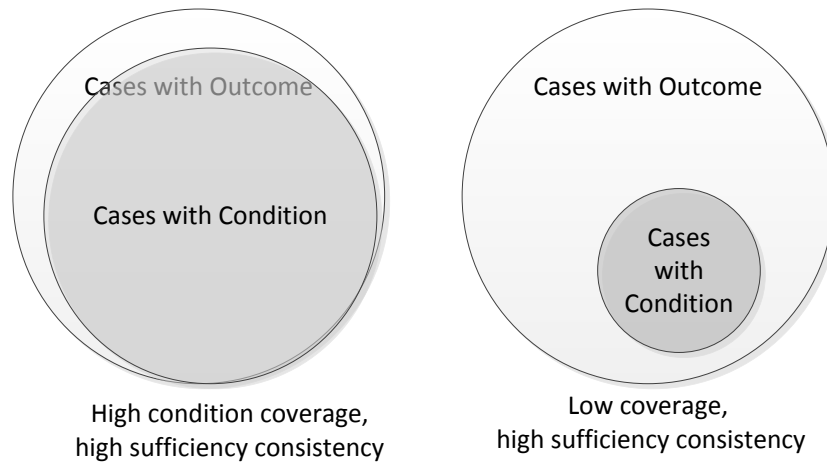 Cases with Outcome
Cases with Condition
High condition coverage,
high sufficiency consistency
Cases with Outcome
Cases
with
Condition
Low coverage,
high sufficiency consistency